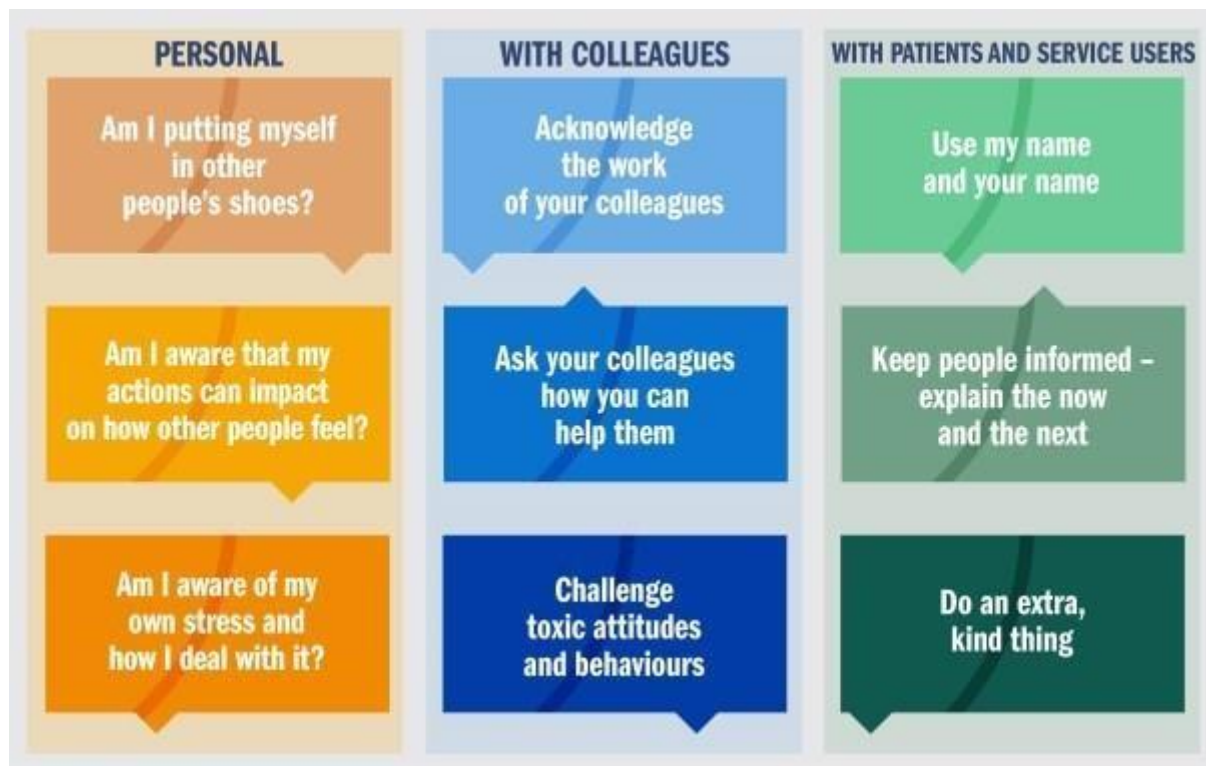 PERSONAL
Am I putting myself
in other
people's shoes?
Am I aware that my
actions can impact
on how other people feel?
Am I aware of my
own stress and
how I deal with it?
WITH COLLEAGUES
Acknowledge
the work
of your colleagues
Ask your colleagues
how you can
help them
Challenge
toxic attitudes
and behaviours
WITH PATIENTS AND SERVICE USERS
Use my name
and your name
Keep people informed –
explain the now
and the next
Do an extra,
kind thing